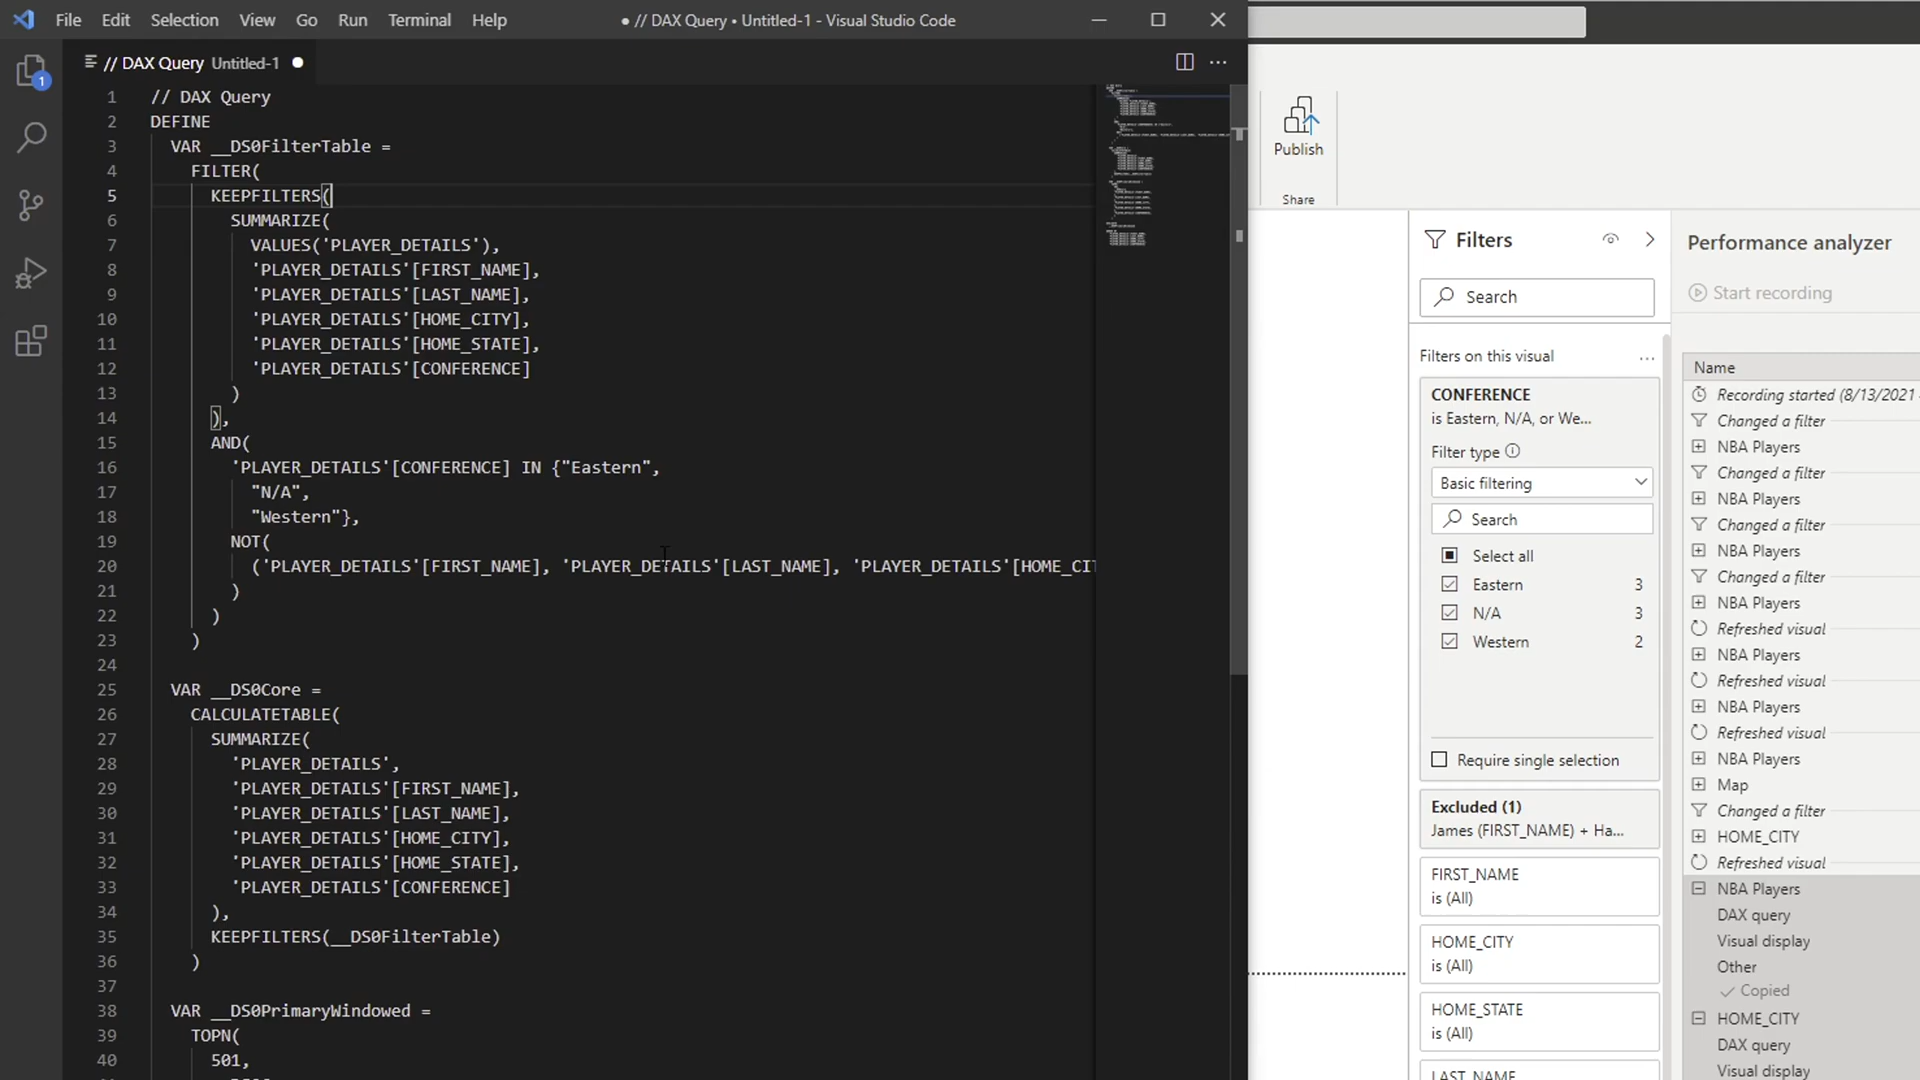 File Edit Selection View Go Run Terminal Help
● // DAX Query • Untitled-1 - Visual Studio Code
// DAX Query Untitled-1
1
1 // DAX Query
2 DEFINE
3 VAR __DS0FilterTable =
4 FILTER(
5 KEEPFILTERS(
6 SUMMARIZE(
7 VALUES('PLAYER_DETAILS'),
8 'PLAYER_DETAILS'[FIRST_NAME],
9 'PLAYER_DETAILS'[LAST_NAME],
10 'PLAYER_DETAILS'[HOME_CITY],
11 'PLAYER_DETAILS'[HOME_STATE],
12 'PLAYER_DETAILS'[CONFERENCE]
13 )
14 ),
15 AND(
16 'PLAYER_DETAILS'[CONFERENCE] IN {"Eastern",
17 "N/A",
18 "Western"},
19 NOT(
20 ('PLAYER_DETAILS'[FIRST_NAME], 'PLAYER_DETAILS'[LAST_NAME], 'PLAYER_DETAILS'[HOME_CIT
21 )
22 )
23 )
24
25 VAR __DS0Core =
26 CALCULATETABLE(
27 SUMMARIZE(
28 'PLAYER_DETAILS',
29 'PLAYER_DETAILS'[FIRST_NAME],
30 'PLAYER_DETAILS'[LAST_NAME],
31 'PLAYER_DETAILS'[HOME_CITY],
32 'PLAYER_DETAILS'[HOME_STATE],
33 'PLAYER_DETAILS'[CONFERENCE]
34 ),
35 KEEPFILTERS(__DS0FilterTable)
36 )
37
38 VAR __DS0PrimaryWindowed =
39 TOPN(
40 501,
Publish
Share
Filters
Search
Filters on this visual ...
CONFERENCE
is Eastern, N/A, or We...
Filter type
Basic filtering
Search
Select all
Eastern 3
N/A 3
Western 2
Require single selection
Excluded (1)
James (FIRST_NAME) + Ha...
FIRST_NAME
is (All)
HOME_CITY
is (All)
HOME_STATE
is (All)
LAST_NAME
Performance analyzer
Start recording
Name
Recording started (8/13/2021
Changed a filter
NBA Players
Changed a filter
NBA Players
Changed a filter
NBA Players
Changed a filter
NBA Players
Refreshed visual
NBA Players
Refreshed visual
NBA Players
Refreshed visual
NBA Players
Map
Changed a filter
HOME_CITY
Refreshed visual
NBA Players
DAX query
Visual display
Other
Copied
HOME_CITY
DAX query
Visual display